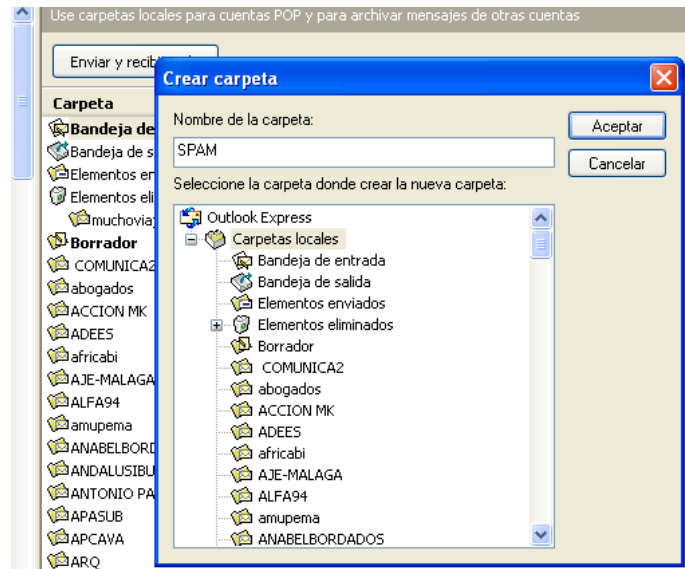 Use carpetas locales para cuentas POP y para archivar mensajes de otras cuentas
Enviar y recib
Carpeta
Bandeja de
Bandeja de s
Elementos en
Elementos eli
muchovia
Borrador
COMUNICA2
abogados
ACCION MK
ADEES
africabi
AJE-MALAGA
ALFA94
amupema
ANABELBORD
ANDALUSIBU
ANTONIO PA
APASUB
APCAVA
ARQ
Crear carpeta
Nombre de la carpeta:
SPAM
Aceptar
Cancelar
Seleccione la carpeta donde crear la nueva carpeta:
Outlook Express
Carpetas locales
Bandeja de entrada
Bandeja de salida
Elementos enviados
Elementos eliminados
Borrador
COMUNICA2
abogados
ACCION MK
ADEES
africabi
AJE-MALAGA
ALFA94
amupema
ANABELBORDADOS